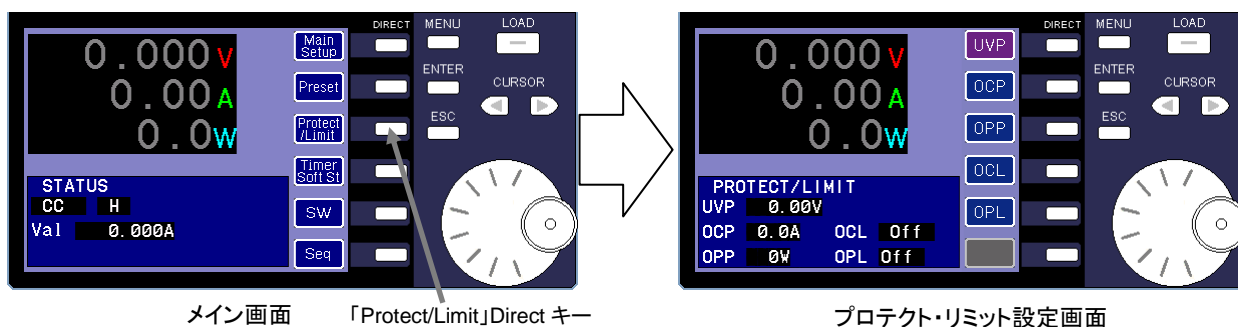 DIRECT MENU LOAD
0.000V
0.00A
0.0W
Main
Setup
Preset
Protect
/Limit
Timer
Soft St
SW
Seq
ENTER
CURSOR
ESC
STATUS
CC H
Val 0.000A
メイン画面
「Protect/Limit」Direct キー
DIRECT MENU LOAD
0.000V
0.00A
0.0W
UVP
OCP
OPP
OCL
OPL
ENTER
CURSOR
ESC
PROTECT/LIMIT
UVP 0.00V
OCP 0.0A OCL Off
OPP 0W OPL Off
プロテクト・リミット設定画面